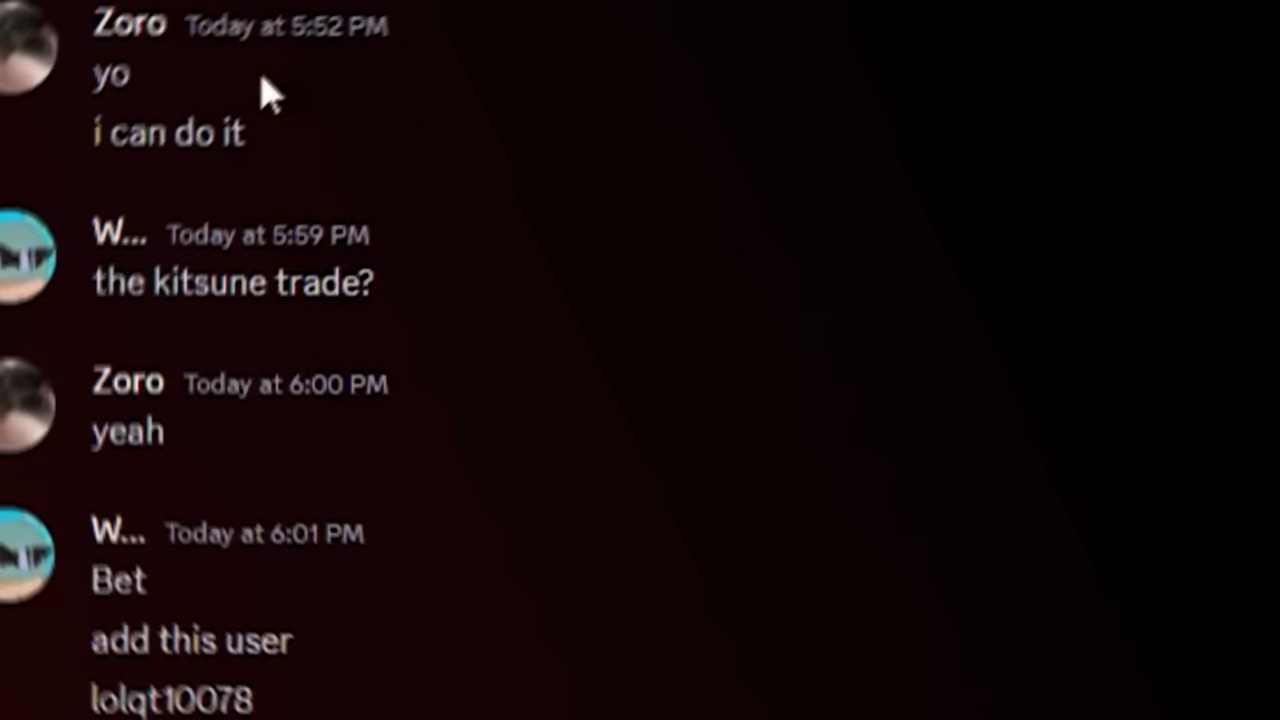 Zoro Today at 5:52 PM
yo
i can do it
W... Today at 5:59 PM
the kitsune trade?
Zoro Today at 6:00 PM
yeah
W... Today at 6:01 PM
Bet
add this user
lolqt10078